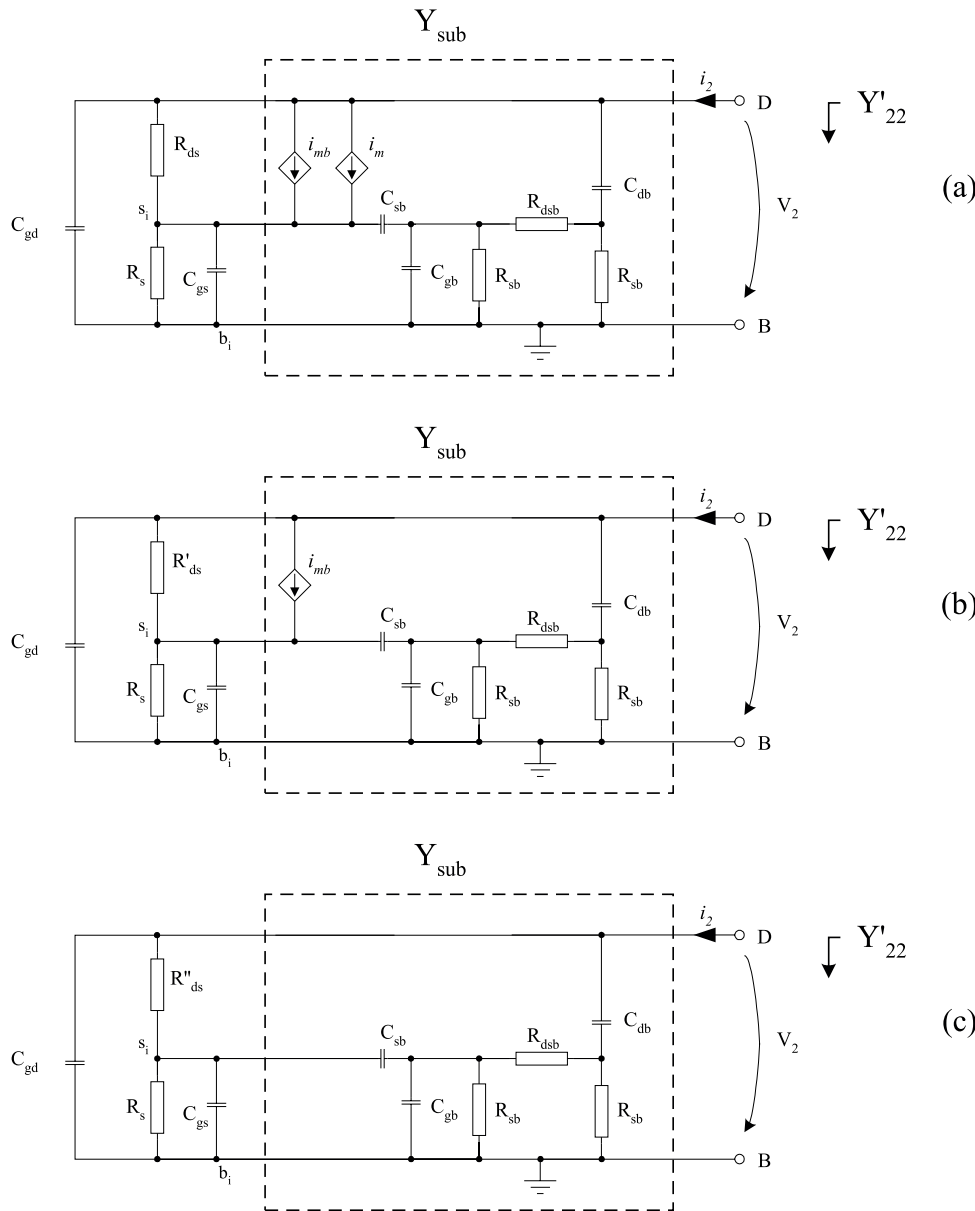 Y_sub
i_2
D
Y'_22
R_ds
i_mb
i_m
C_sb
C_db
R_dsb
(a)
C_gd
s_i
V_2
R_s
C_gs
C_gb
R_sb
R_sb
b_i
B
Y_sub
i_2
D
Y'_22
R'_ds
i_mb
C_sb
C_db
R_dsb
(b)
C_gd
s_i
V_2
R_s
C_gs
C_gb
R_sb
R_sb
b_i
B
Y_sub
i_2
D
Y'_22
R"_ds
C_sb
C_db
R_dsb
(c)
C_gd
s_i
V_2
R_s
C_gs
C_gb
R_sb
R_sb
b_i
B